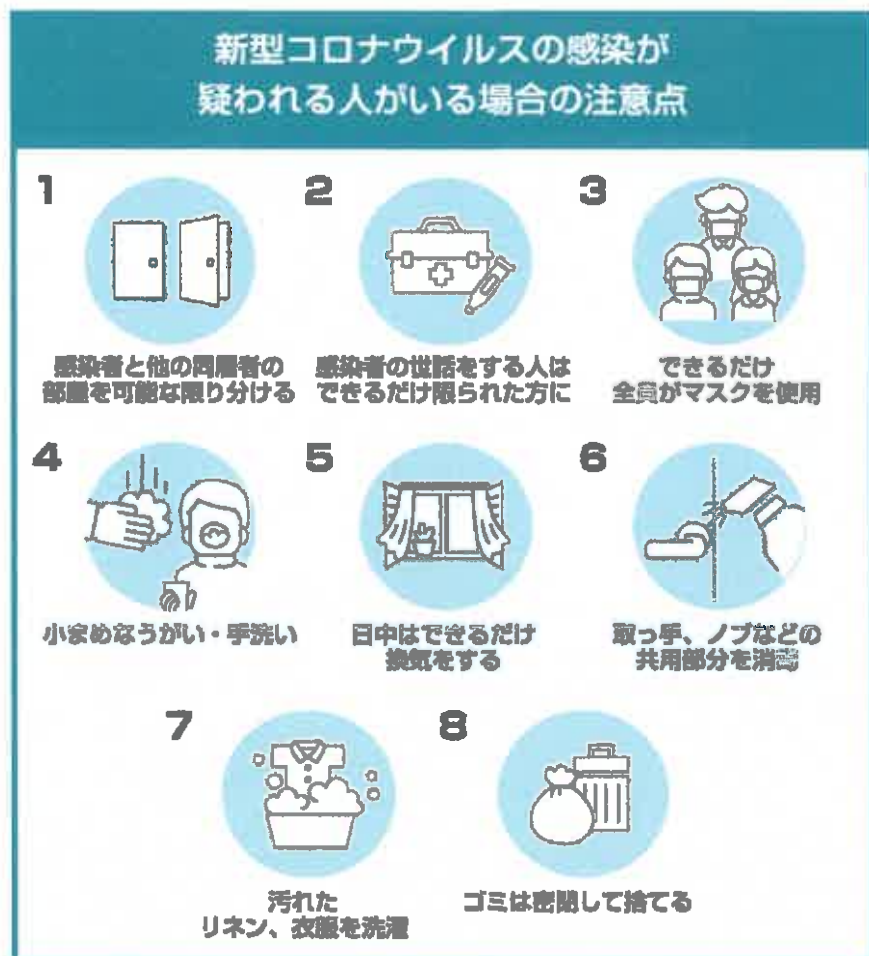 新型コロナウイルスの感染が
疑われる人がいる場合の注意点
1
感染者と他の同居者の
部屋を可能な限り分ける
2
感染者の世話をする人は
できるだけ限られた方に
3
できるだけ
全員がマスクを使用
4
小まめなうがい・手洗い
5
日中はできるだけ
換気をする
6
取っ手、ノブなどの
共用部分を消毒
7
汚れた
リネン、衣服を洗濯
8
ゴミは密閉して捨てる